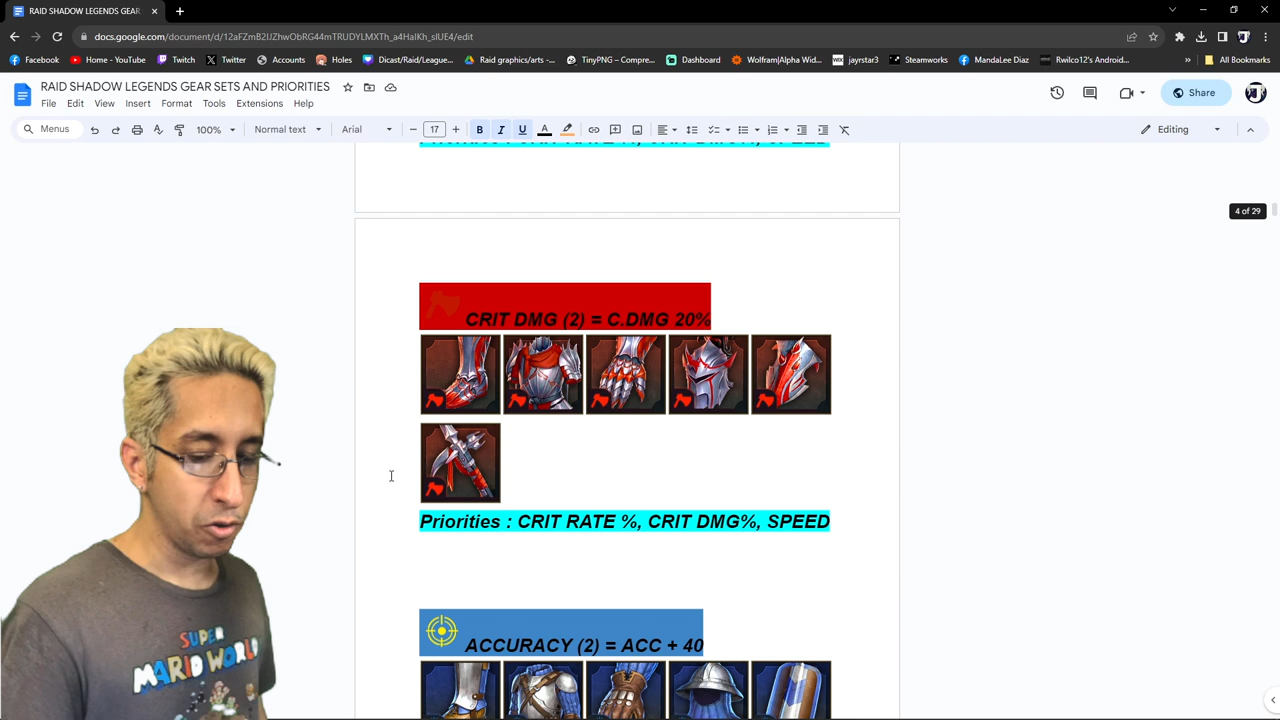 RAID SHADOW LEGENDS GEAR
docs.google.com/document/d/
Facebook
Home - YouTube
Twitch
Twitter
Accounts
Holes
Dicast/Raid/League...
Raid graphics/arts -...
TinyPNG – Compre...
Dashboard
Wolfram|Alpha Wid...
jayrstar3
Steamworks
MandaLee Diaz
Rwilco12's Android...
»
All Bookmarks
RAID SHADOW LEGENDS GEAR SETS AND PRIORITIES
File Edit View Insert Format Tools Extensions Help
Share
Menus
100%
Normal text
Arial
17
B I U A
Editing
4 of 29
CRIT DMG (2) = C.DMG 20%
Priorities : CRIT RATE %, CRIT DMG%, SPEED
ACCURACY (2) = ACC + 40
SUPER
MARIO WORLD